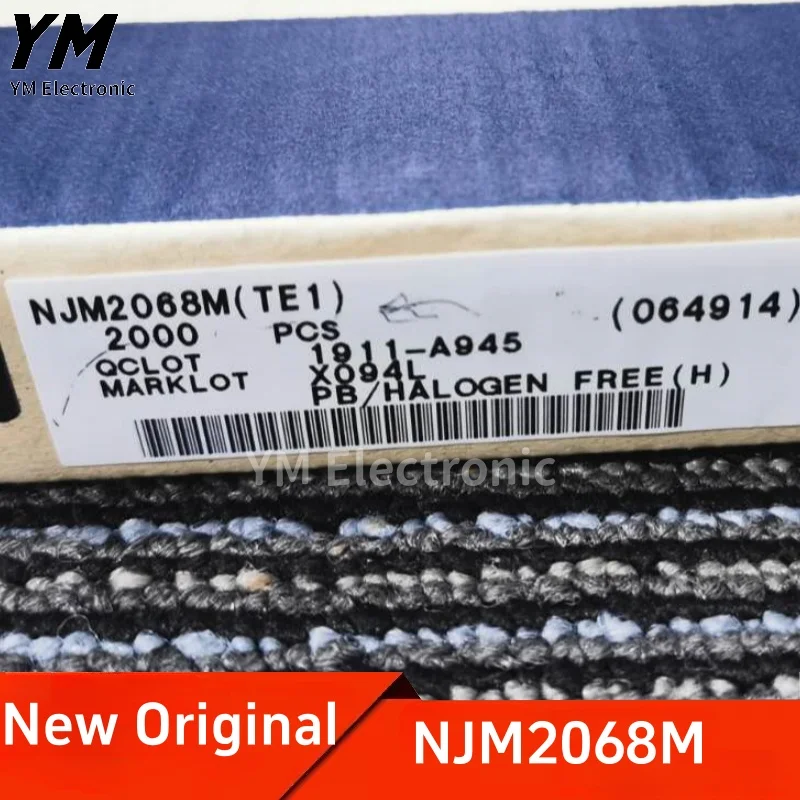 YM
YM Electronic
NJM2068M(TE1) (064914)
2000 PCS
QCLOT 1911-A945
MARKLOT X094L
PB/HALOGEN FREE(H)
YM Electronic
New Original
NJM2068M